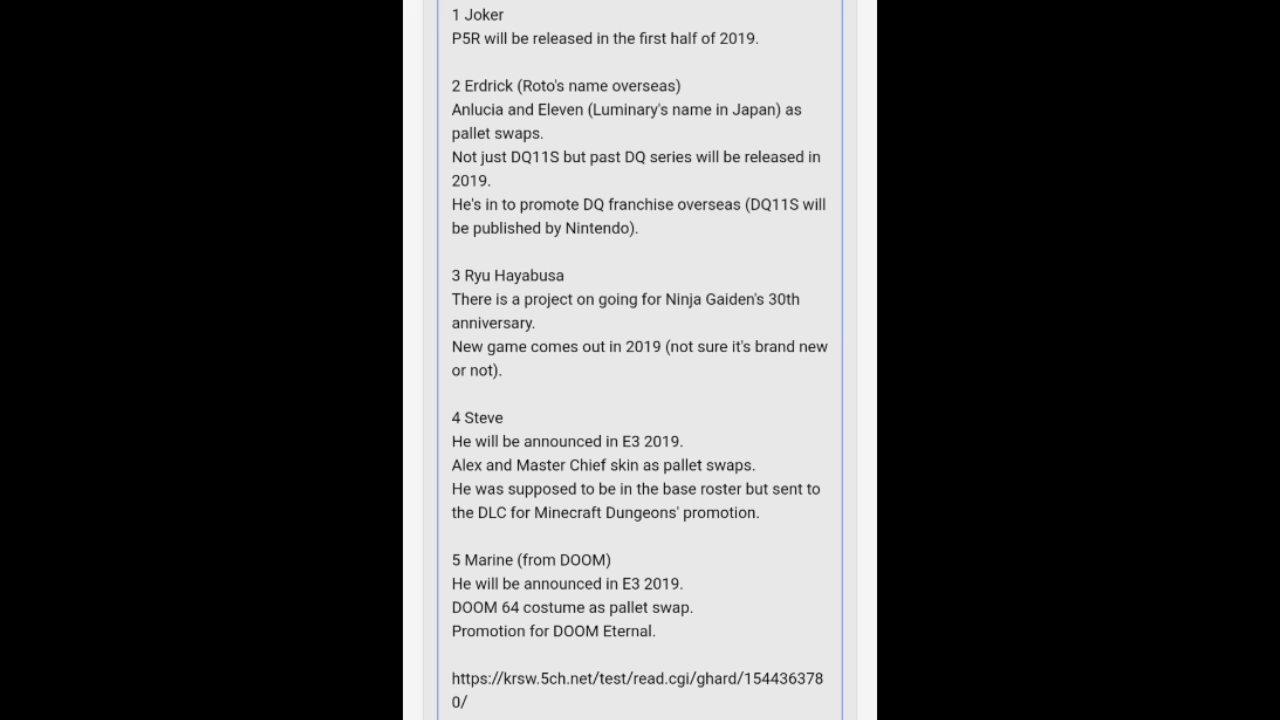 1 Joker
P5R will be released in the first half of 2019.
2 Erdrick (Roto's name overseas)
Anlucia and Eleven (Luminary's name in Japan) as
pallet swaps.
Not just DQ11S but past DQ series will be released in
2019.
He's in to promote DQ franchise overseas (DQ11S will
be published by Nintendo).
3 Ryu Hayabusa
There is a project on going for Ninja Gaiden's 30th
anniversary.
New game comes out in 2019 (not sure it's brand new
or not).
4 Steve
He will be announced in E3 2019.
Alex and Master Chief skin as pallet swaps.
He was supposed to be in the base roster but sent to
the DLC for Minecraft Dungeons' promotion.
5 Marine (from DOOM)
He will be announced in E3 2019.
DOOM 64 costume as pallet swap.
Promotion for DOOM Eternal.
https://krsw.5ch.net/test/read.cgi/ghard/154436378
0/